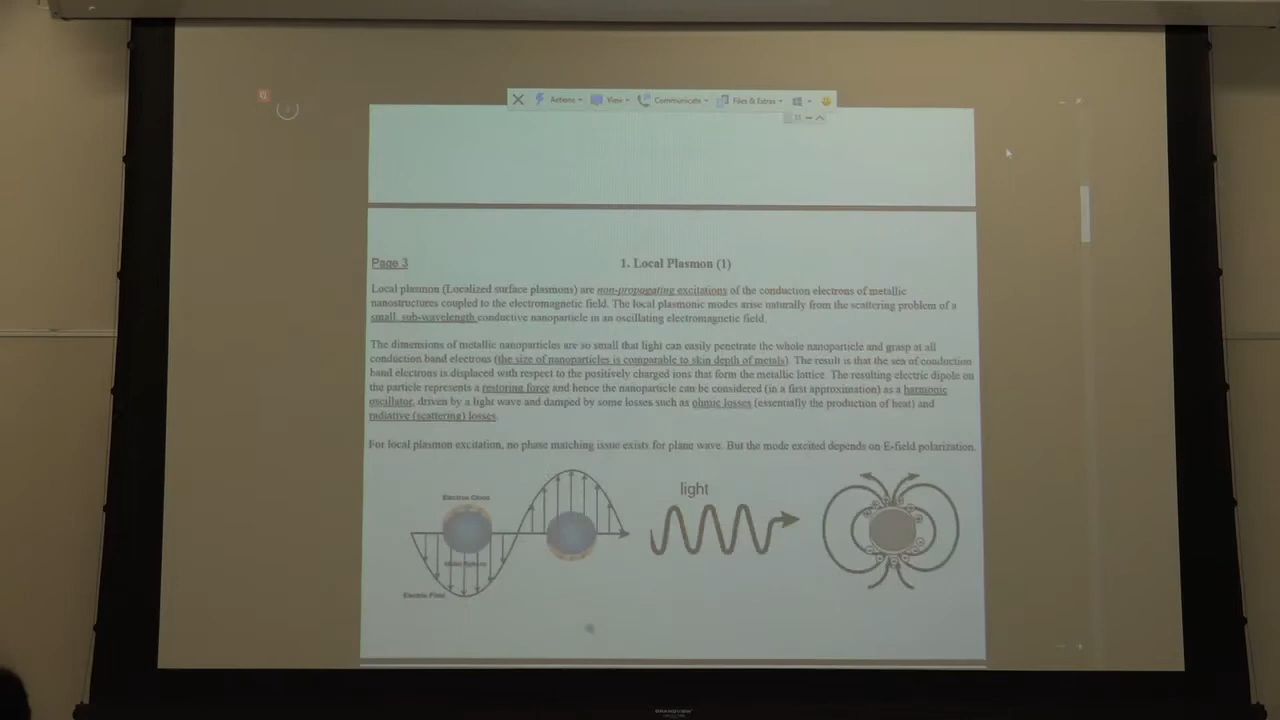 Actions
View
Communicate
Files & Extras
Page 3
1. Local Plasmon (1)
Local plasmon (Localized surface plasmons) are non-propagating excitations of the conduction electrons of metallic
nanostructures coupled to the electromagnetic field. The local plasmonic modes arise naturally from the scattering problem of a
small, sub-wavelength conductive nanoparticle in an oscillating electromagnetic field.
The dimensions of metallic nanoparticles are so small that light can easily penetrate the whole nanoparticle and grasp at all
conduction band electrons (the size of nanoparticles is comparable to skin depth of metals). The result is that the sea of conduction
band electrons is displaced with respect to the positively charged ions that form the metallic lattice. The resulting electric dipole on
the particle represents a restoring force and hence the nanoparticle can be considered (in a first approximation) as a harmonic
oscillator, driven by a light wave and damped by some losses such as ohmic losses (essentially the production of heat) and
radiative (scattering) losses.
For local plasmon excitation, no phase matching issue exists for plane wave. But the mode excited depends on E-field polarization.
Electron Cloud
light
Electric Field